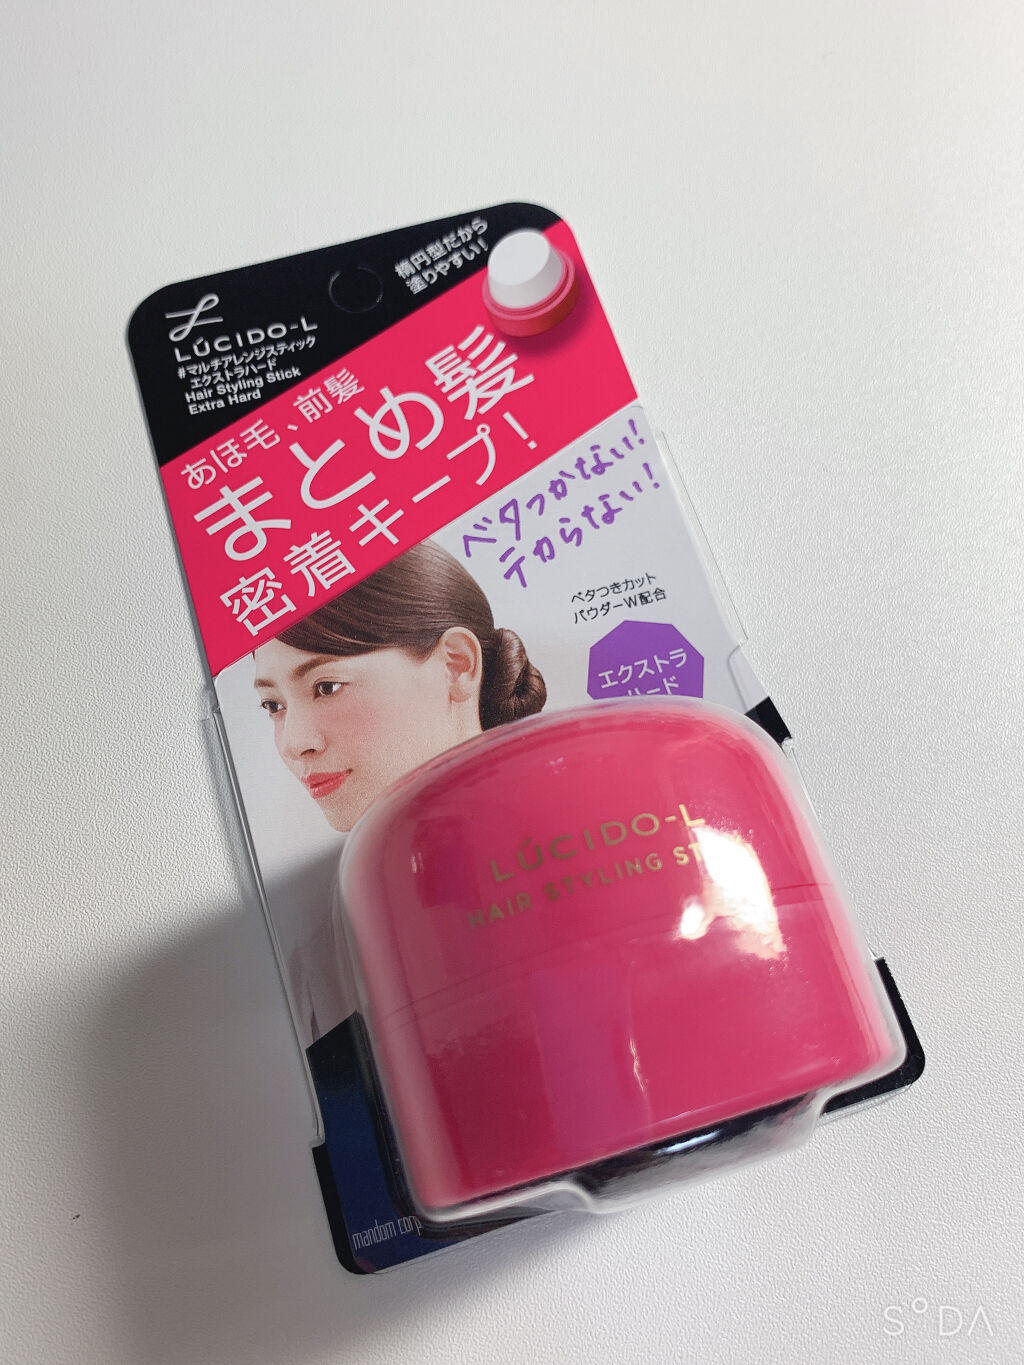 楕円型だから
塗りやすい!
LÚCIDO-L
#マルチアレンジスティック
エクストラハード
Hair Styling Stick
Extra Hard
あほ毛、前髪
まとめ髪
密着キープ!
ベタつかない!
テカらない!
ベタつきカット
パウダーW配合
エクストラ
ハード
LÚCIDO-L
HAIR STYLING
mandom corp
SODA